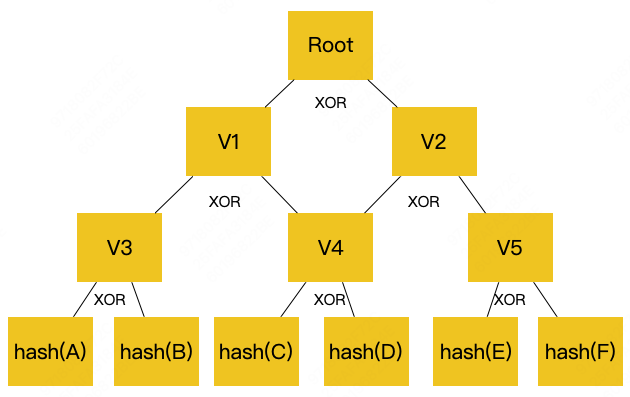 Root
XOR
V1
V2
XOR
XOR
V3
V4
V5
XOR
XOR
XOR
hash(A)
hash(B)
hash(C)
hash(D)
hash(E)
hash(F)